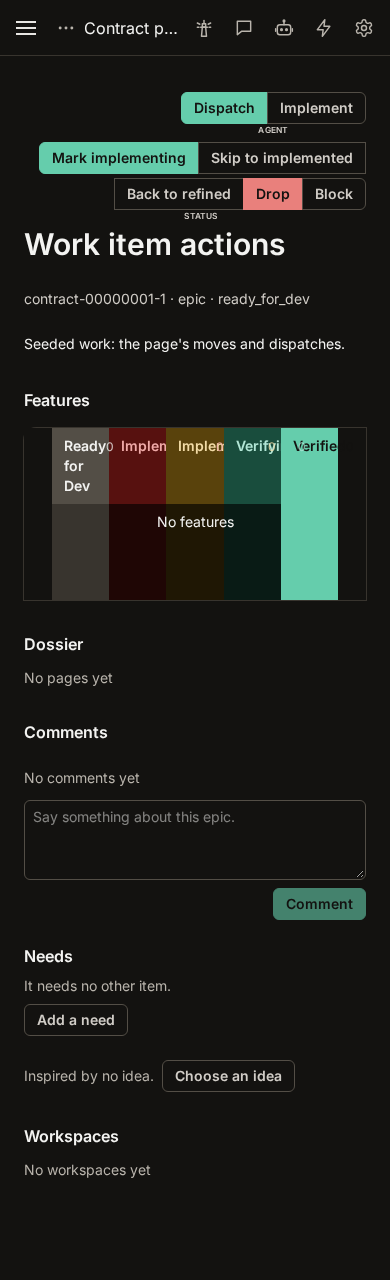 Contract p...
Dispatch Implement
AGENT
Mark implementing Skip to implemented
Back to refined Drop Block
STATUS
Work item actions
contract-00000001-1 · epic · ready_for_dev
Seeded work: the page's moves and dispatches.
Features
Ready for Dev 0
No features
Dossier
No pages yet
Comments
No comments yet
Say something about this epic.
Comment
Needs
It needs no other item.
Add a need
Inspired by no idea. Choose an idea
Workspaces
No workspaces yet